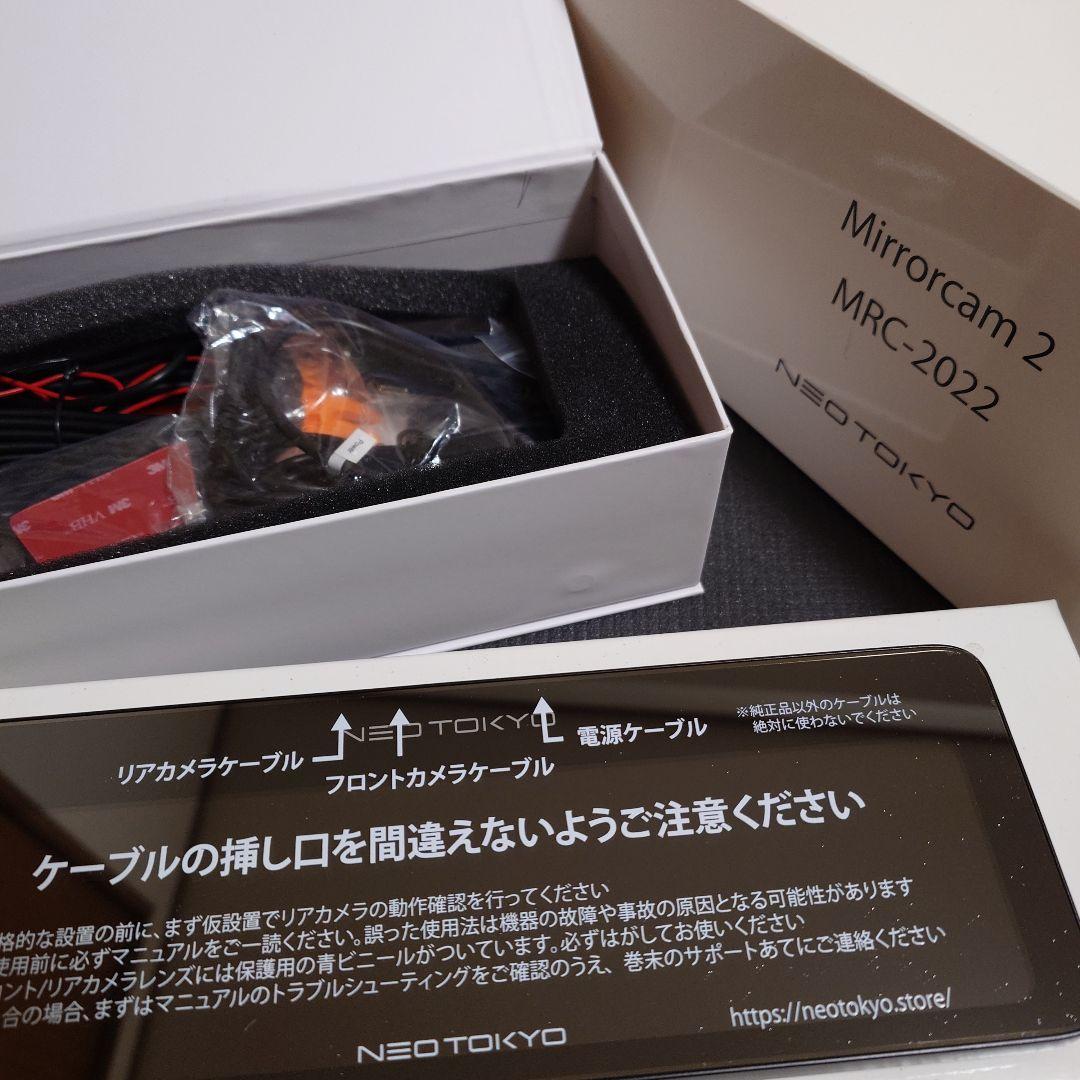 Mirrorcam 2
MRC-2022
NEO TOKYO
Power
3M VHB
3M
NEO TOKYO
リアカメラケーブル
フロントカメラケーブル
電源ケーブル
※純正品以外のケーブルは
絶対に使わないでください
ケーブルの挿し口を間違えないようご注意ください
格的な設置の前に、まず仮設置でリアカメラの動作確認を行ってください
使用前に必ずマニュアルをご一読ください。誤った使用法は機器の故障や事故の原因となる可能性があります
ント/リアカメラレンズには保護用の青ビニールがついています。必ずはがしてお使いください
合の場合、まずはマニュアルのトラブルシューティングをご確認のうえ、巻末のサポートあてにご連絡ください
https://neotokyo.store/
NEO TOKYO